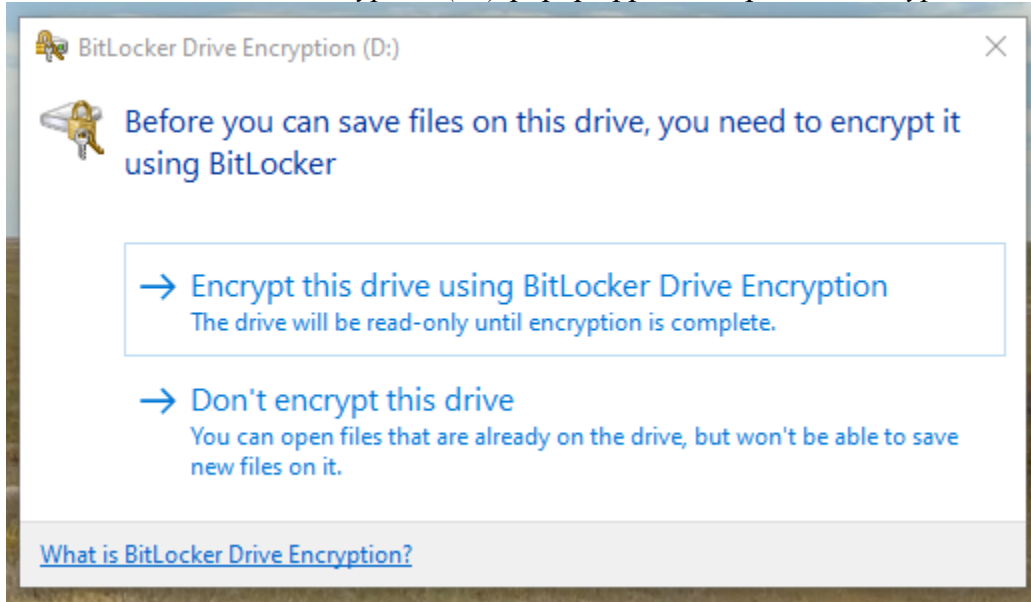 BitLocker Drive Encryption (D:)
Before you can save files on this drive, you need to encrypt it
using BitLocker
Encrypt this drive using BitLocker Drive Encryption
The drive will be read-only until encryption is complete.
Don't encrypt this drive
You can open files that are already on the drive, but won't be able to save
new files on it.
What is BitLocker Drive Encryption?